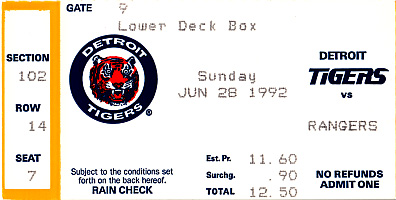 GATE 9
Lower Deck Box
SECTION
102
ROW
14
SEAT
7
DETROIT
TIGERS
®
Sunday
JUN 28 1992
DETROIT
TIGERS
vs
RANGERS
Subject to the conditions set
forth on the back hereof.
RAIN CHECK
Est. Pr. 11.60
Surchg. .90
TOTAL 12.50
NO REFUNDS
ADMIT ONE